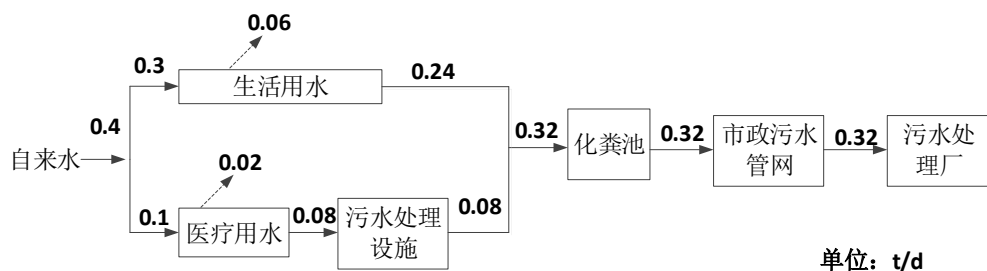 0.06
0.3
生活用水
0.24
0.4
自来水
0.32
化粪池
0.32
市政污水
管网
0.32
污水处
理厂
0.02
0.1
医疗用水
0.08
污水处理
设施
0.08
单位：t/d